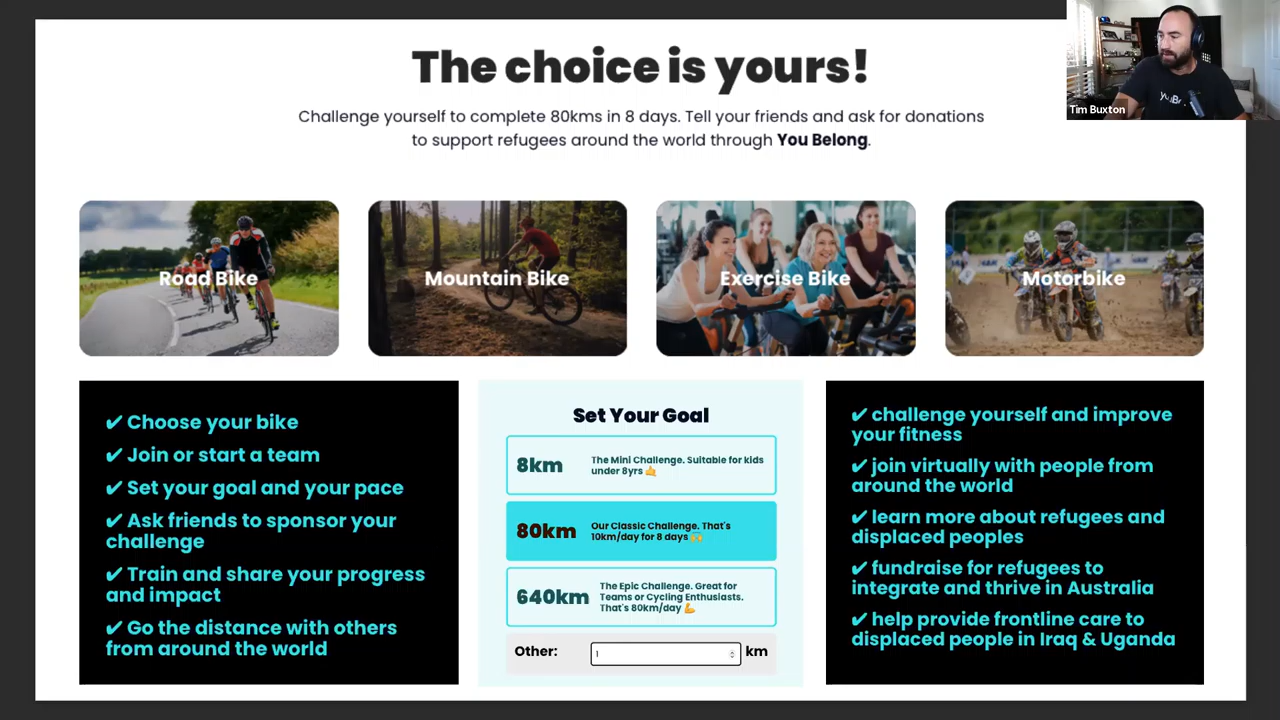 The choice is yours!
Challenge yourself to complete 80kms in 8 days. Tell your friends and ask for donations
to support refugees around the world through You Belong.
Tim Buxton
Road Bike
Mountain Bike
Exercise Bike
Motorbike
✔ Choose your bike
✔ Join or start a team
✔ Set your goal and your pace
✔ Ask friends to sponsor your
challenge
✔ Train and share your progress
and impact
✔ Go the distance with others
from around the world
Set Your Goal
8km
The Mini Challenge. Suitable for kids
under 8yrs 🤙
80km
Our Classic Challenge. That's
10km/day for 8 days 🙌
640km
The Epic Challenge. Great for
Teams or Cycling Enthusiasts.
That's 80km/day 💪
Other:
1
km
✔ challenge yourself and improve
your fitness
✔ join virtually with people from
around the world
✔ learn more about refugees and
displaced peoples
✔ fundraise for refugees to
integrate and thrive in Australia
✔ help provide frontline care to
displaced people in Iraq & Uganda